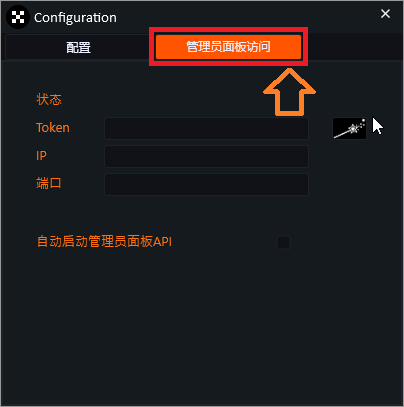 Configuration
配置 管理员面板访问
状态
Token
IP
端口
自动启动管理员面板API